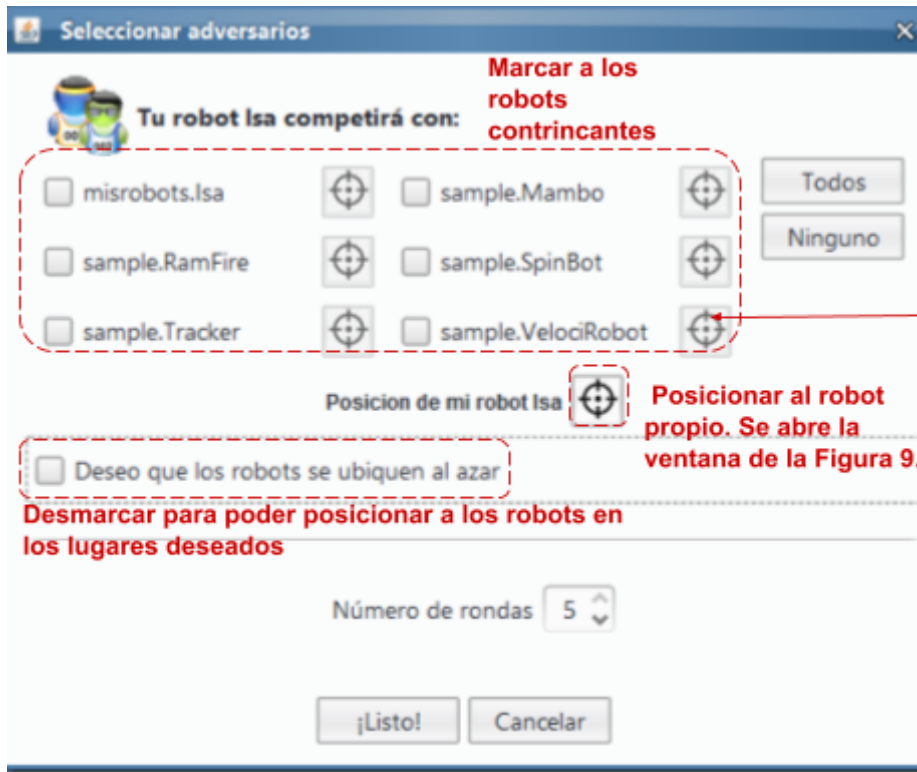 Seleccionar adversarios
Marcar a los
robots
contrincantes
Tu robot Isa competirá con:
misrobots.Isa
sample.Mambo
Todos
Ninguno
sample.RamFire
sample.SpinBot
sample.Tracker
sample.VelociRobot
Posicion de mi robot Isa
Posicionar al robot
propio. Se abre la
ventana de la Figura 9.
Deseo que los robots se ubiquen al azar
Desmarcar para poder posicionar a los robots en
los lugares deseados
Número de rondas 5
¡Listo!
Cancelar